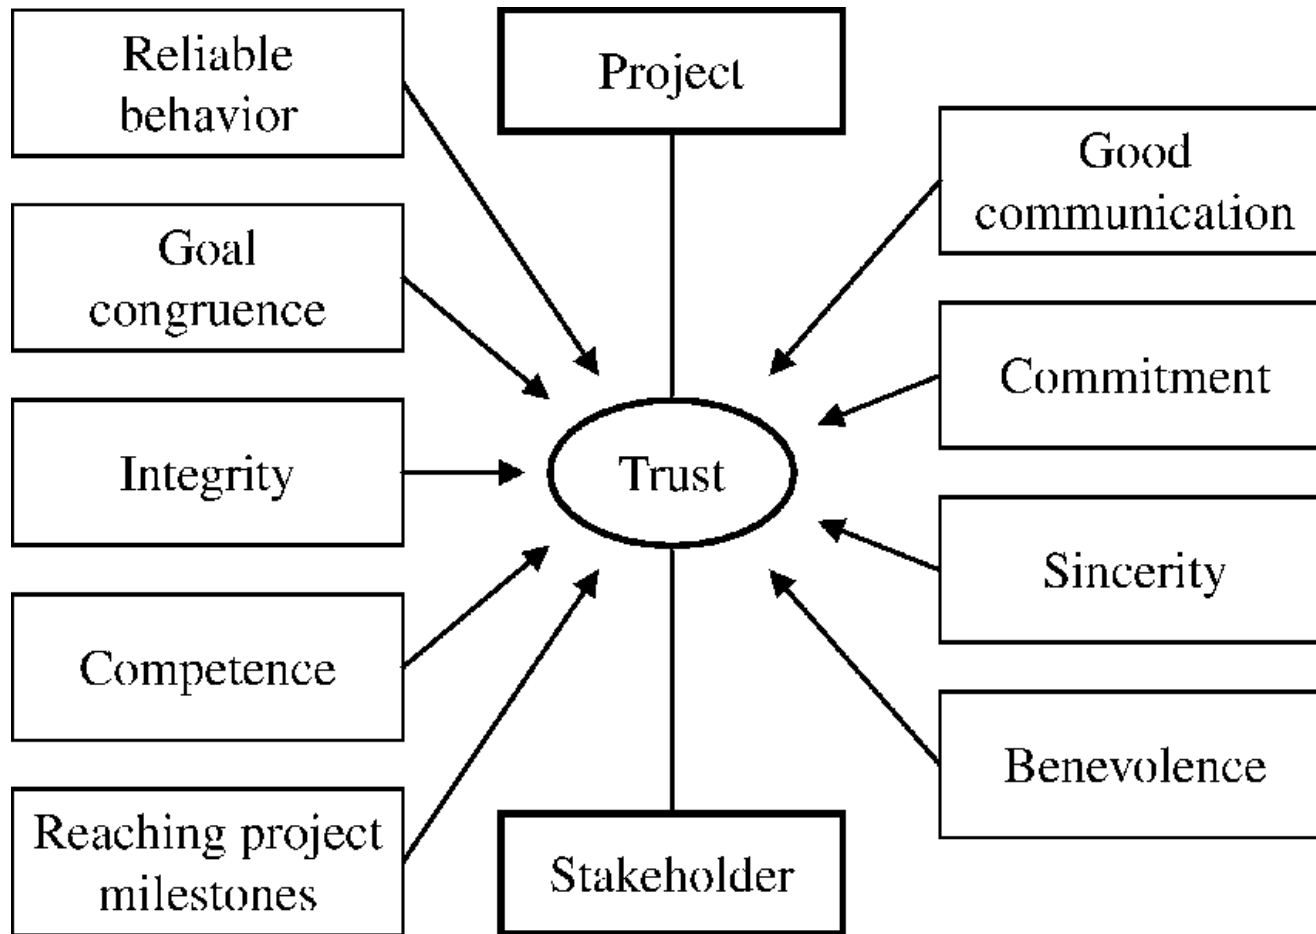 Reliable
behavior
Goal
congruence
Integrity
Competence
Reaching project
milestones
Project
Trust
Stakeholder
Good
communication
Commitment
Sincerity
Benevolence